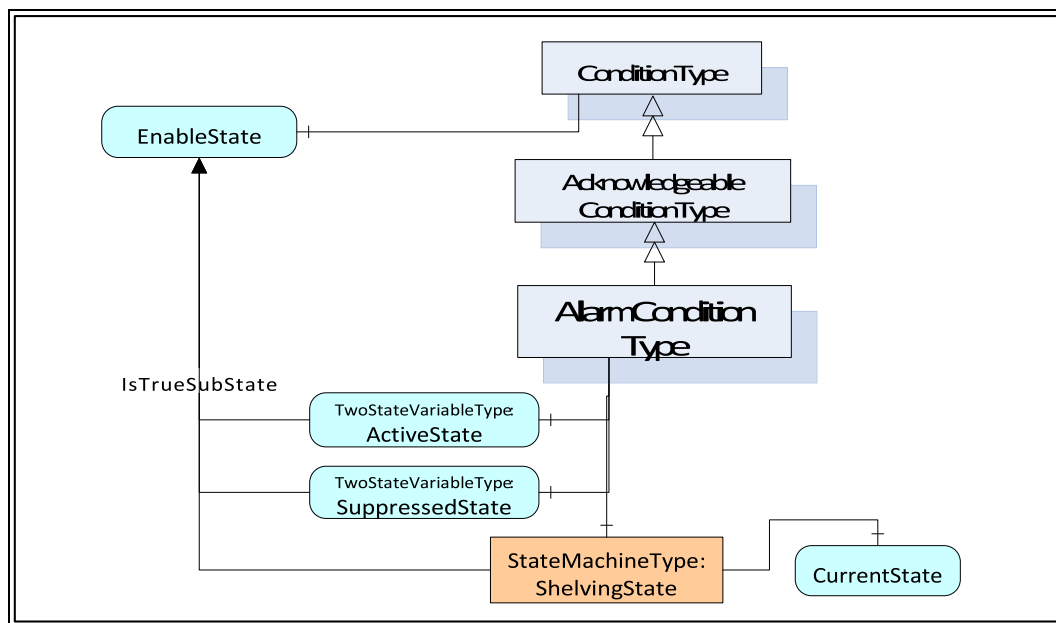 ConditionType
EnableState
Acknowledgeable
ConditionType
AlarmCondition
Type
IsTrueSubState
TwoStateVariableType:
ActiveState
TwoStateVariableType:
SuppressedState
StateMachineType:
ShelvingState
CurrentState